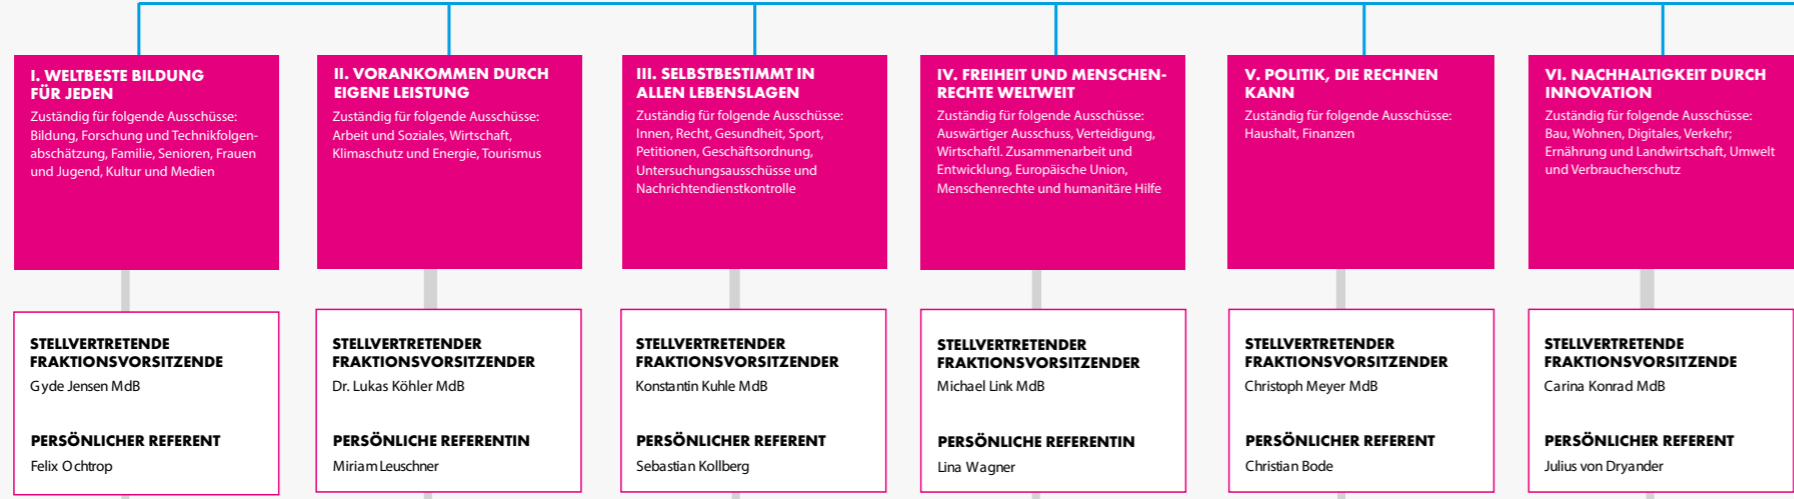 I. WELTBESTE BILDUNG
FÜR JEDEN
Zuständig für folgende Ausschüsse:
Bildung, Forschung und Technikfolgen-
abschätzung, Familie, Senioren, Frauen
und Jugend, Kultur und Medien
STELLVERTRETENDE
FRAKTIONSVORSITZENDE
Gyde Jensen MdB
PERSÖNLICHER REFERENT
Felix Ochtrop
II. VORANKOMMEN DURCH
EIGENE LEISTUNG
Zuständig für folgende Ausschüsse:
Arbeit und Soziales, Wirtschaft,
Klimaschutz und Energie, Tourismus
STELLVERTRETENDER
FRAKTIONSVORSITZENDER
Dr. Lukas Köhler MdB
PERSÖNLICHE REFERENTIN
Miriam Leuschner
III. SELBSTBESTIMMT IN
ALLEN LEBENSLAGEN
Zuständig für folgende Ausschüsse:
Innen, Recht, Gesundheit, Sport,
Petitionen, Geschäftsordnung,
Untersuchungsausschüsse und
Nachrichtendienstkontrolle
STELLVERTRETENDER
FRAKTIONSVORSITZENDER
Konstantin Kuhle MdB
PERSÖNLICHER REFERENT
Sebastian Kollberg
IV. FREIHEIT UND MENSCHEN-
RECHTE WELTWEIT
Zuständig für folgende Ausschüsse:
Auswärtiger Ausschuss, Verteidigung,
Wirtschaftl. Zusammenarbeit und
Entwicklung, Europäische Union,
Menschenrechte und humanitäre Hilfe
STELLVERTRETENDER
FRAKTIONSVORSITZENDER
Michael Link MdB
PERSÖNLICHE REFERENTIN
Lina Wagner
V. POLITIK, DIE RECHNEN
KANN
Zuständig für folgende Ausschüsse:
Haushalt, Finanzen
STELLVERTRETENDER
FRAKTIONSVORSITZENDER
Christoph Meyer MdB
PERSÖNLICHER REFERENT
Christian Bode
VI. NACHHALTIGKEIT DURCH
INNOVATION
Zuständig für folgende Ausschüsse:
Bau, Wohnen, Digitales, Verkehr;
Ernährung und Landwirtschaft, Umwelt
und Verbraucherschutz
STELLVERTRETENDE
FRAKTIONSVORSITZENDE
Carina Konrad MdB
PERSÖNLICHER REFERENT
Julius von Dryander